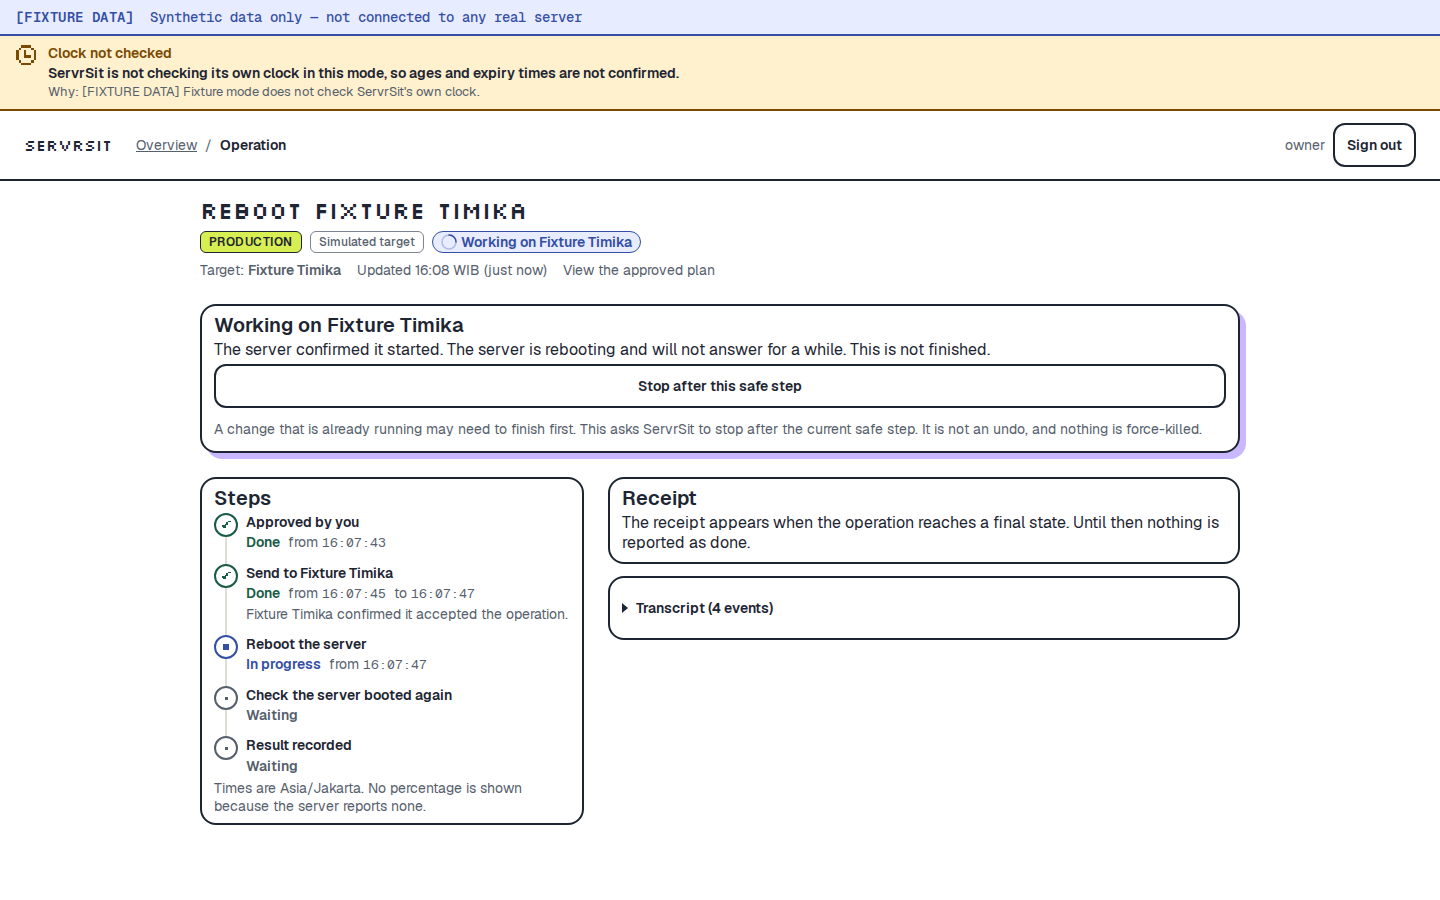 [FIXTURE DATA] Synthetic data only — not connected to any real server
Clock not checked
ServrSit is not checking its own clock in this mode, so ages and expiry times are not confirmed.
Why: [FIXTURE DATA] Fixture mode does not check ServrSit's own clock.
SERVRSIT
Overview / Operation
owner
Sign out
REBOOT FIXTURE TIMIKA
PRODUCTION
Simulated target
Working on Fixture Timika
Target: Fixture Timika Updated 16:08 WIB (just now) View the approved plan
Working on Fixture Timika
The server confirmed it started. The server is rebooting and will not answer for a while. This is not finished.
Stop after this safe step
A change that is already running may need to finish first. This asks ServrSit to stop after the current safe step. It is not an undo, and nothing is force-killed.
Steps
Approved by you
Done from 16:07:43
Send to Fixture Timika
Done from 16:07:45 to 16:07:47
Fixture Timika confirmed it accepted the operation.
Reboot the server
In progress from 16:07:47
Check the server booted again
Waiting
Result recorded
Waiting
Times are Asia/Jakarta. No percentage is shown
because the server reports none.
Receipt
The receipt appears when the operation reaches a final state. Until then nothing is
reported as done.
Transcript (4 events)